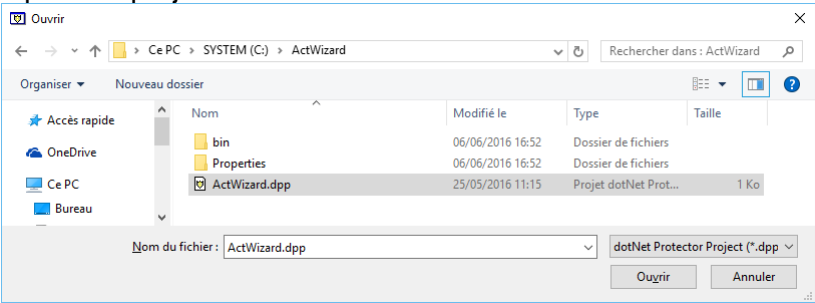 Ouvrir
Ce PC > SYSTEM (C:) > ActWizard
Rechercher dans : ActWizard
Organiser Nouveau dossier
Nom Modifié le Type Taille
Accès rapide
OneDrive
Ce PC
Bureau
bin 06/06/2016 16:52 Dossier de fichiers
Properties 06/06/2016 16:52 Dossier de fichiers
ActWizard.dpp 25/05/2016 11:15 Projet dotNet Prot... 1 Ko
Nom du fichier : ActWizard.dpp dotNet Protector Project (*.dpp
Ouvrir Annuler